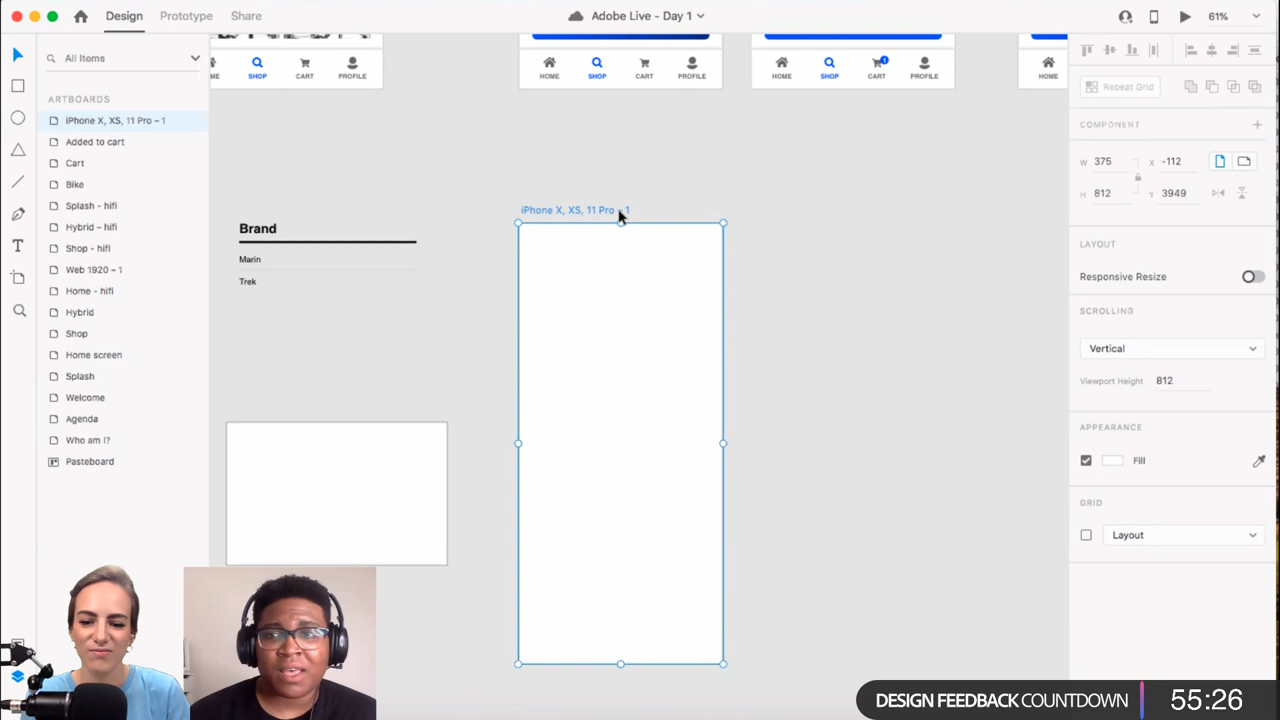 Design Prototype Share
Adobe Live - Day 1
61%
All Items
ARTBOARDS
iPhone X, XS, 11 Pro – 1
Added to cart
Cart
Bike
Splash - hifi
Hybrid – hifi
Shop - hifi
Web 1920 – 1
Home - hifi
Hybrid
Shop
Home screen
Splash
Welcome
Agenda
Who am I?
Pasteboard
SHOP CART PROFILE
HOME SHOP CART PROFILE
HOME SHOP CART 1 PROFILE
HOME
Brand
Marin
Trek
iPhone X, XS, 11 Pro – 1
Repeat Grid
COMPONENT
W 375 X -112
H 812 Y 3949
LAYOUT
Responsive Resize
SCROLLING
Vertical
Viewport Height 812
APPEARANCE
Fill
GRID
Layout
DESIGN FEEDBACK COUNTDOWN 55:26